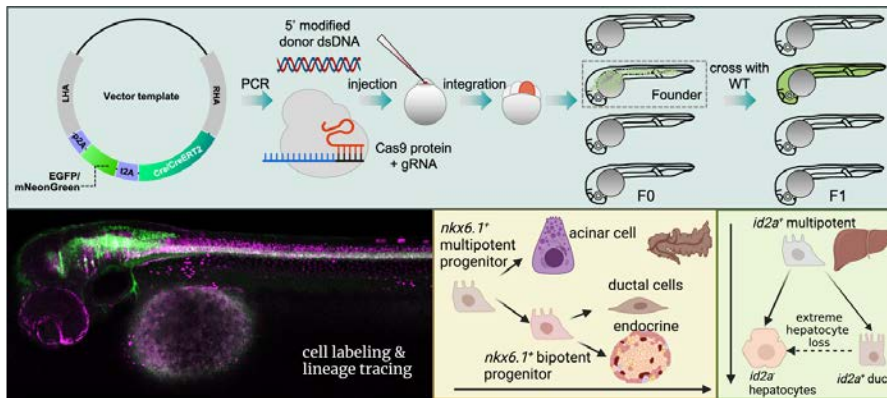 5' modified
donor dsDNA
PCR
injection
integration
cross with
WT
LHA
Vector template
RHA
p2A
t2A
Cre/CreERT2
EGFP/
mNeonGreen
Cas9 protein
+ gRNA
Founder
F0
F1
cell labeling &
lineage tracing
nkx6.1⁺
multipotent
progenitor
acinar cell
ductal cells
endocrine
nkx6.1⁺ bipotent
progenitor
id2a⁺ multipotent
extreme
hepatocyte
loss
id2a⁻
hepatocytes
id2a⁺ duct